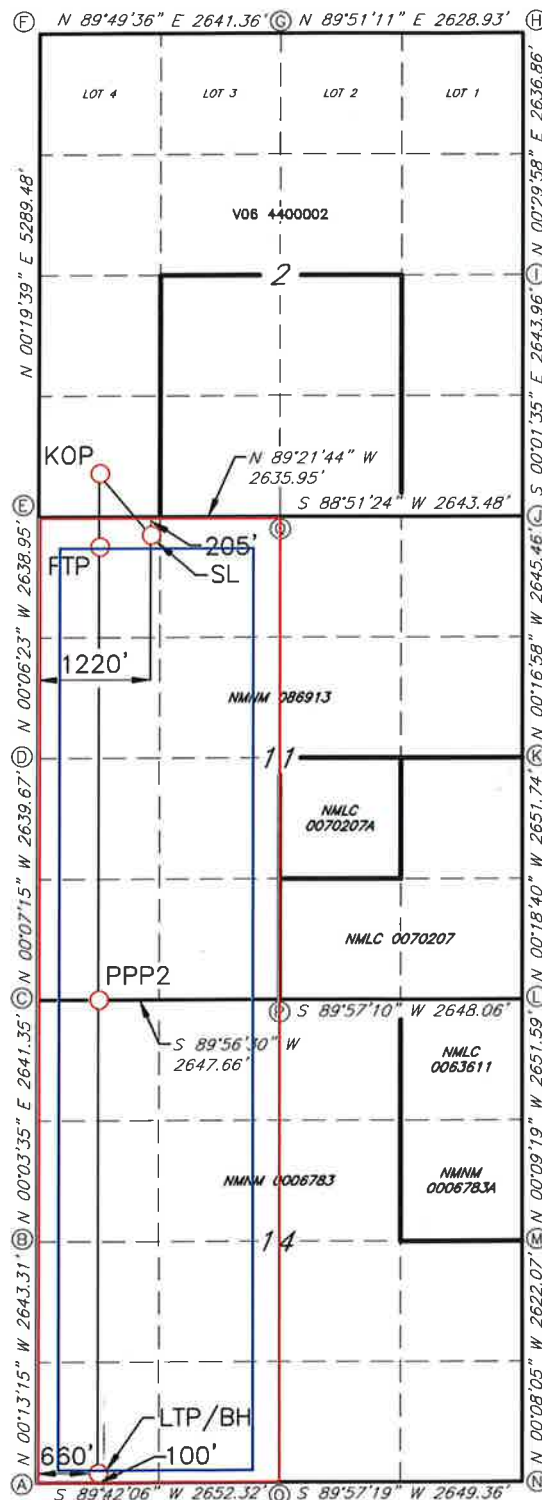 F N 89°49'36" E 2641.36' G N 89°51'11" E 2628.93' H
LOT 4 LOT 3 LOT 2 LOT 1
N 00°29'58" E 2636.86'
V06 4400002
N 00°19'39" E 5289.48'
2
I
S 00°01'35" E 2643.96'
KOP
N 89°21'44" W
2635.95'
S 88°51'24" W 2643.48'
E
J
205'
FTP
SL
N 00°06'23" W 2638.95'
N 00°16'58" W 2645.46'
1220'
NMNM 086913
D
11
K
NMLC
0070207A
N 00°07'15" W 2639.67'
N 00°18'40" W 2651.74'
NMLC 0070207
PPP2
C
P
S 89°57'10" W 2648.06'
L
S 89°56'30" W
2647.66'
NMLC
0063611
N 00°03'35" E 2641.35'
N 00°09'19" W 2651.59'
NMNM 0006783
NMNM
0006783A
B
14
M
N 00°13'15" W 2643.31'
N 00°08'05" W 2622.07'
LTP/BH
660'
100'
A
S 89°42'06" W 2652.32'
O
S 89°57'19" W 2649.36'
N